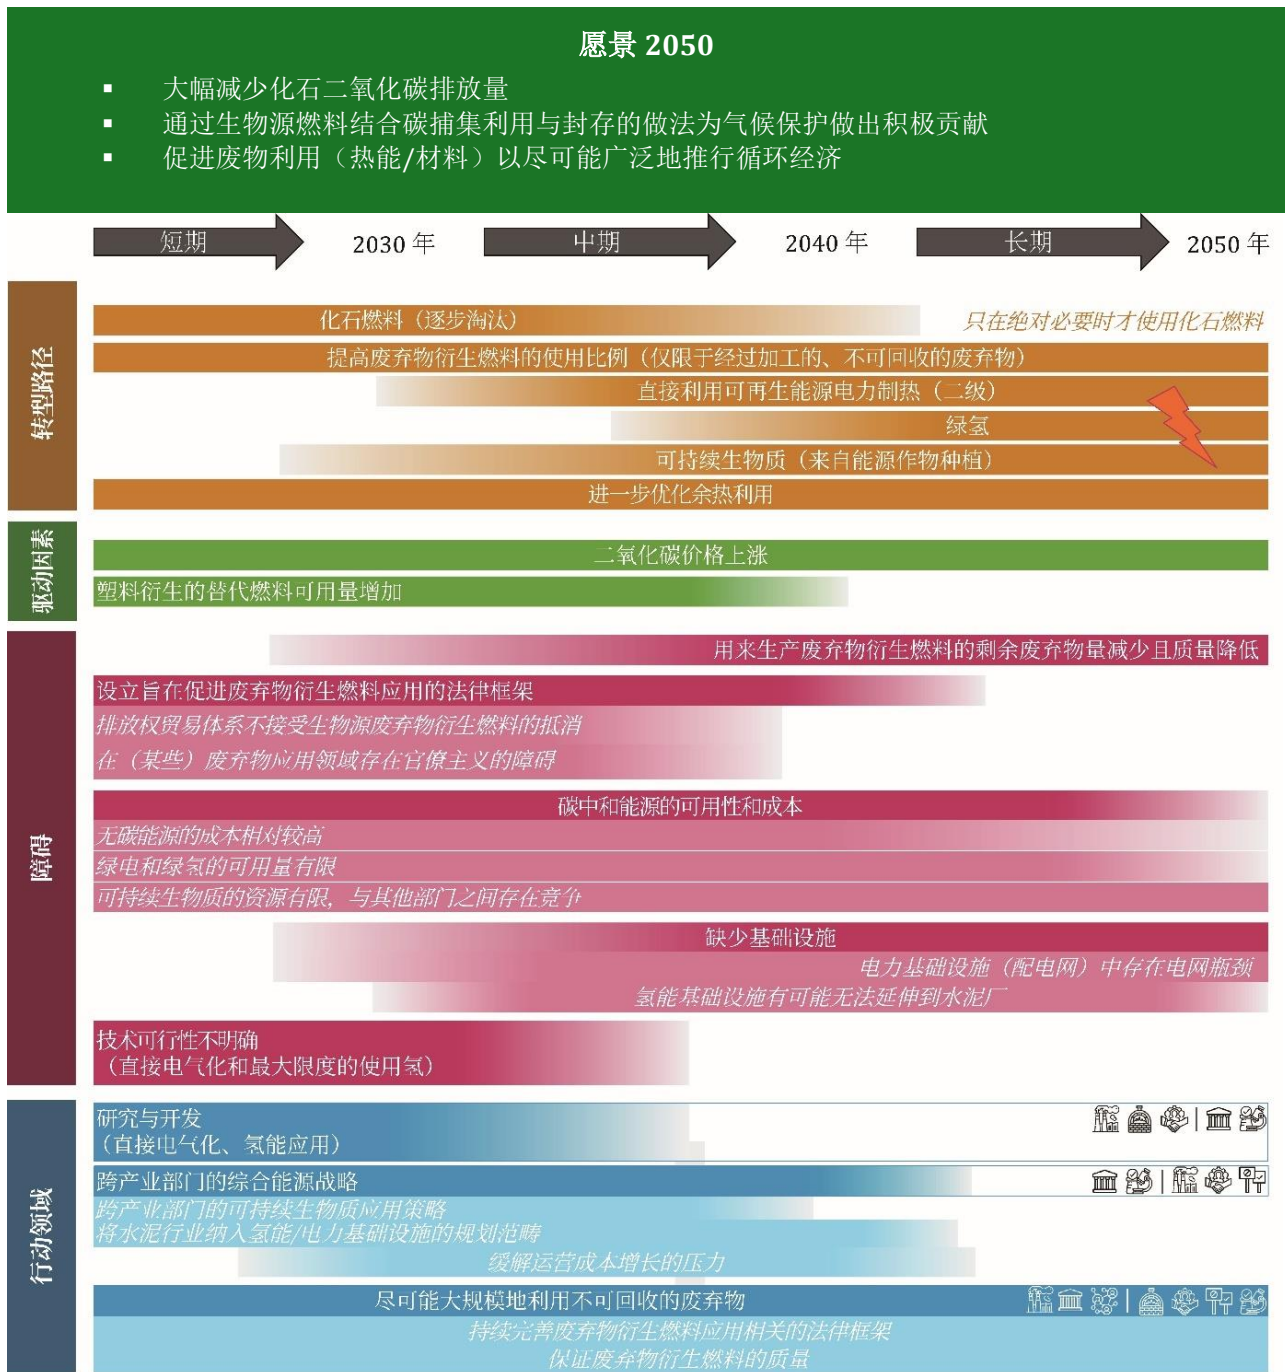 愿景 2050
▪ 大幅减少化石二氧化碳排放量
▪ 通过生物源燃料结合碳捕集利用与封存的做法为气候保护做出积极贡献
▪ 促进废物利用（热能/材料）以尽可能广泛地推行循环经济
短期 2030 年 中期 2040 年 长期 2050 年
转型路径
化石燃料（逐步淘汰） 只在绝对必要时才使用化石燃料
提高废弃物衍生燃料的使用比例（仅限于经过加工的、不可回收的废弃物）
直接利用可再生能源电力制热（二级）
绿氢
可持续生物质（来自能源作物种植）
进一步优化余热利用
驱动因素
二氧化碳价格上涨
塑料衍生的替代燃料可用量增加
障碍
用来生产废弃物衍生燃料的剩余废弃物量减少且质量降低
设立旨在促进废弃物衍生燃料应用的法律框架
排放权贸易体系不接受生物源废弃物衍生燃料的抵消
在（某些）废弃物应用领域存在官僚主义的障碍
碳中和能源的可用性和成本
无碳能源的成本相对较高
绿电和绿氢的可用量有限
可持续生物质的资源有限，与其他部门之间存在竞争
缺少基础设施
电力基础设施（配电网）中存在电网瓶颈
氢能基础设施有可能无法延伸到水泥厂
技术可行性不明确
（直接电气化和最大限度的使用氢）
行动领域
研究与开发
（直接电气化、氢能应用）
跨产业部门的综合能源战略
跨产业部门的可持续生物质应用策略
将水泥行业纳入氢能/电力基础设施的规划范畴
缓解运营成本增长的压力
尽可能大规模地利用不可回收的废弃物
持续完善废弃物衍生燃料应用相关的法律框架
保证废弃物衍生燃料的质量